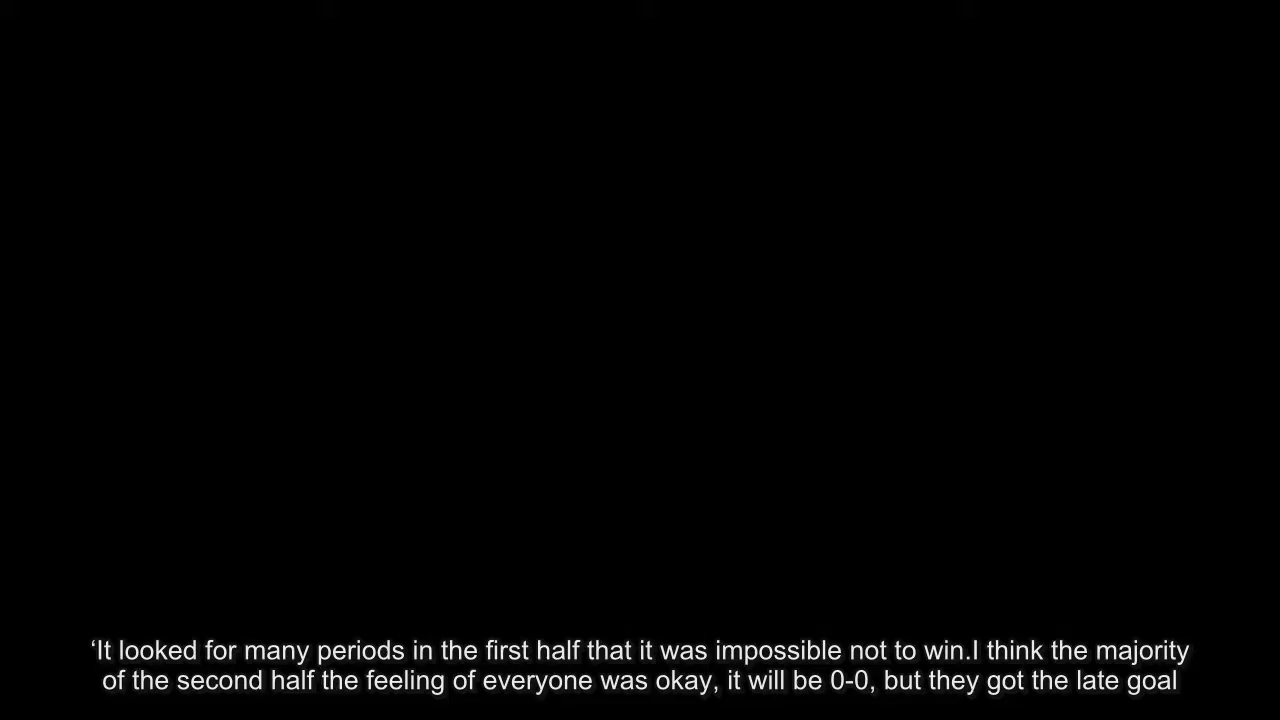 ‘It looked for many periods in the first half that it was impossible not to win.I think the majority
of the second half the feeling of everyone was okay, it will be 0-0, but they got the late goal